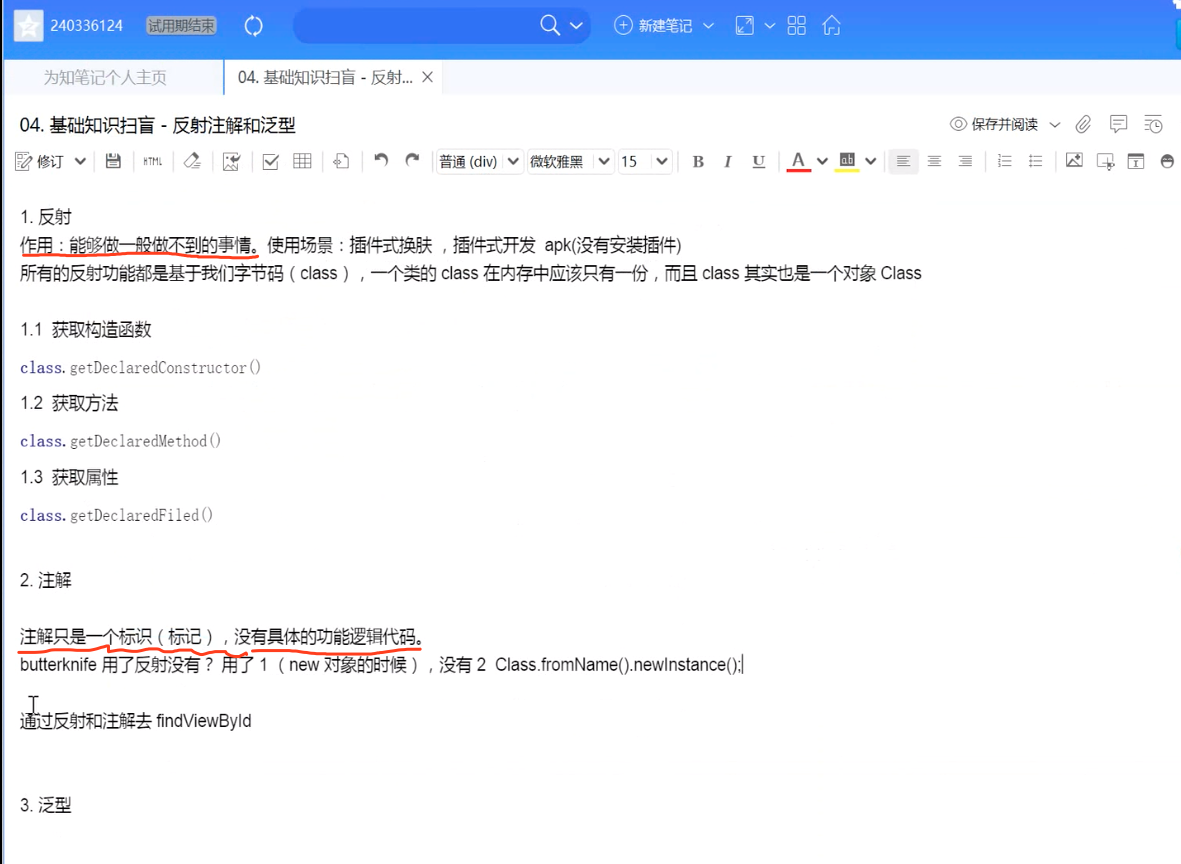 240336124 试用期结束 新建笔记
为知笔记个人主页 04. 基础知识扫盲 - 反射...
04. 基础知识扫盲 - 反射注解和泛型 保存并阅读
修订 HTML 普通 (div) 微软雅黑 15 B I U A ab
1. 反射
作用：能够做一般做不到的事情。使用场景：插件式换肤 ，插件式开发 apk(没有安装插件)
所有的反射功能都是基于我们字节码（class），一个类的 class 在内存中应该只有一份，而且 class 其实也是一个对象 Class
1.1 获取构造函数
class.getDeclaredConstructor()
1.2 获取方法
class.getDeclaredMethod()
1.3 获取属性
class.getDeclaredFiled()
2. 注解
注解只是一个标识（标记），没有具体的功能逻辑代码。
butterknife 用了反射没有？ 用了 1 （new 对象的时候），没有 2 Class.fromName().newInstance();
通过反射和注解去 findViewById
3. 泛型